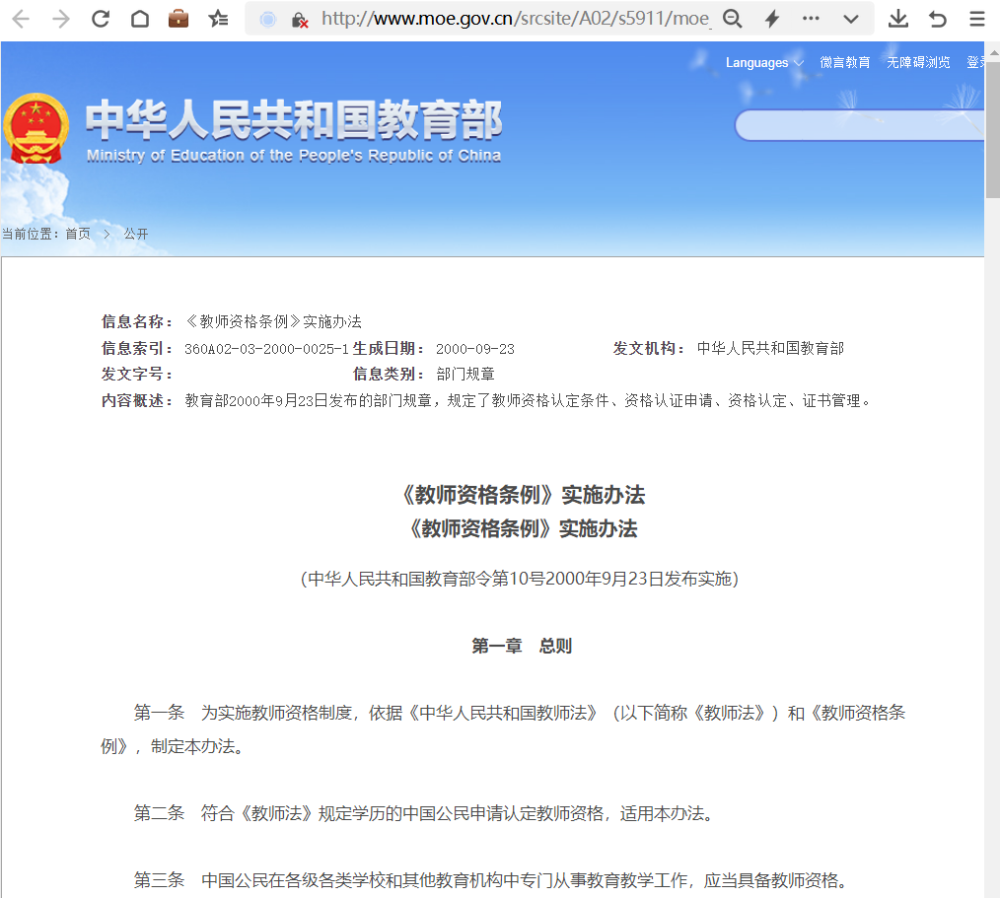 http://www.moe.gov.cn/srcsite/A02/s5911/moe_
Languages 微言教育 无障碍浏览 登录
中华人民共和国教育部
Ministry of Education of the People's Republic of China
当前位置：首页 > 公开
信息名称：《教师资格条例》实施办法
信息索引：360A02-03-2000-0025-1 生成日期：2000-09-23 发文机构：中华人民共和国教育部
发文字号： 信息类别：部门规章
内容概述：教育部2000年9月23日发布的部门规章，规定了教师资格认定条件、资格认证申请、资格认定、证书管理。
《教师资格条例》实施办法
《教师资格条例》实施办法
（中华人民共和国教育部令第10号2000年9月23日发布实施）
第一章 总则
第一条 为实施教师资格制度，依据《中华人民共和国教师法》（以下简称《教师法》）和《教师资格条
例》，制定本办法。
第二条 符合《教师法》规定学历的中国公民申请认定教师资格，适用本办法。
第三条 中国公民在各级各类学校和其他教育机构中专门从事教育教学工作，应当具备教师资格。